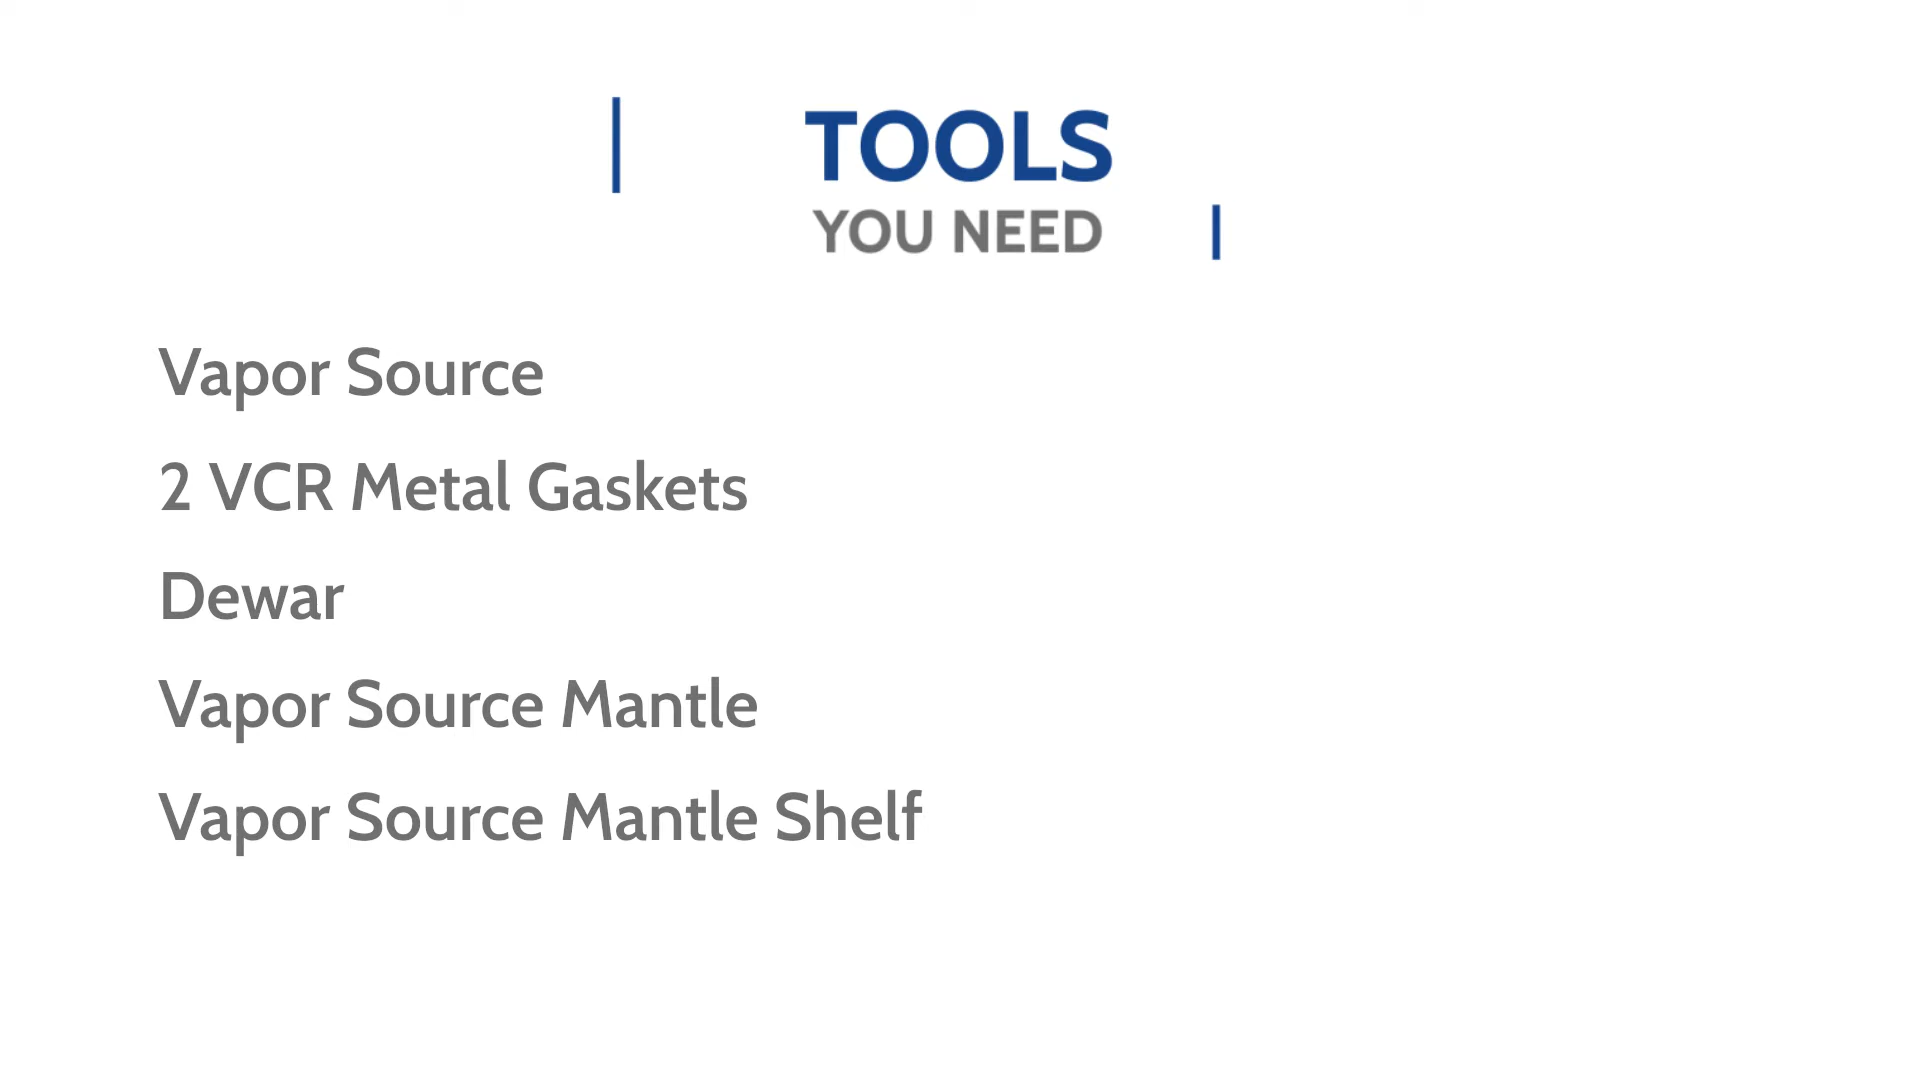 TOOLS
YOU NEED
Vapor Source
2 VCR Metal Gaskets
Dewar
Vapor Source Mantle
Vapor Source Mantle Shelf